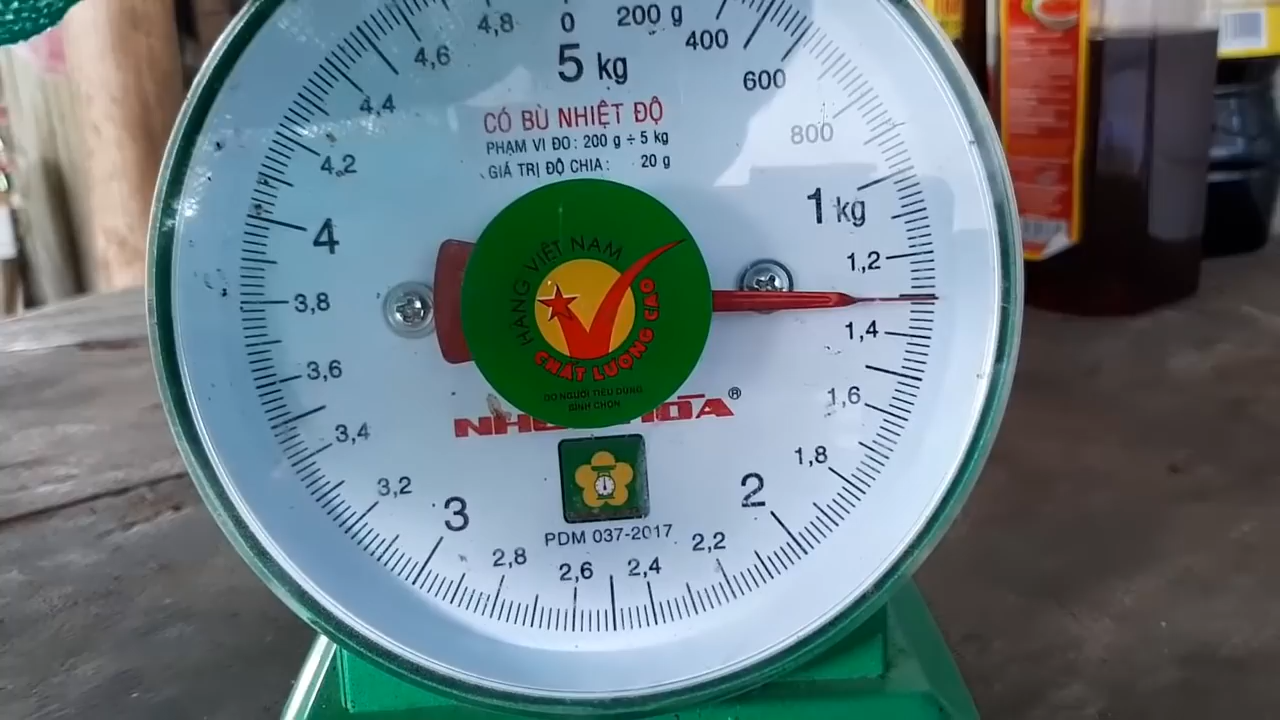 0
200 g
400
600
800
1 kg
1,2
1,4
1,6
1,8
2
2,2
2,4
2,6
2,8
3
3,2
3,4
3,6
3,8
4
4,2
4,4
4,6
4,8
5 kg
CÓ BÙ NHIỆT ĐỘ
PHẠM VI ĐO: 200 g ÷ 5 kg
GIÁ TRỊ ĐỘ CHIA: 20 g
HÀNG VIỆT NAM
CHẤT LƯỢNG CAO
DO NGƯỜI TIÊU DÙNG
BÌNH CHỌN
HÒA®
PDM 037-2017